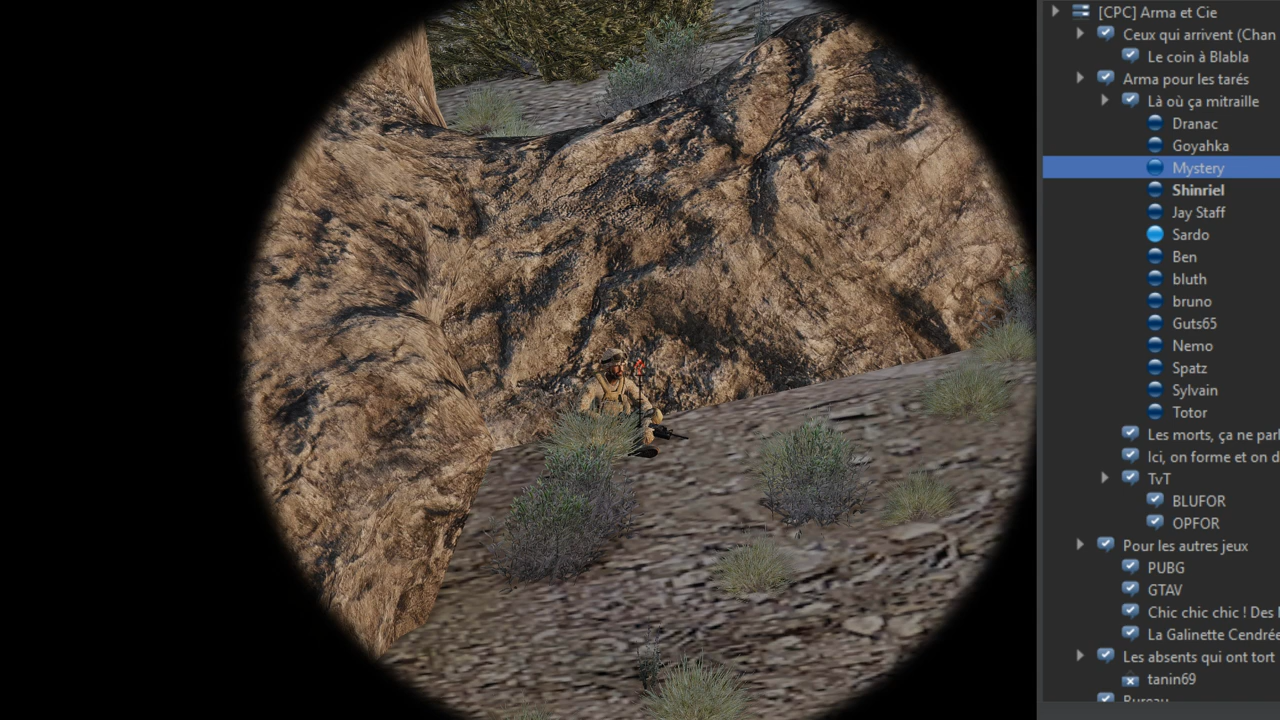 [CPC] Arma et Cie
Ceux qui arrivent (Chan
Le coin à Blabla
Arma pour les tarés
Là où ça mitraille
Dranac
Goyahka
Mystery
Shinriel
Jay Staff
Sardo
Ben
bluth
bruno
Guts65
Nemo
Spatz
Sylvain
Totor
Les morts, ça ne parl
Ici, on forme et on d
TvT
BLUFOR
OPFOR
Pour les autres jeux
PUBG
GTAV
Chic chic chic ! Des
La Galinette Cendrée
Les absents qui ont tort
tanin69
Bureau